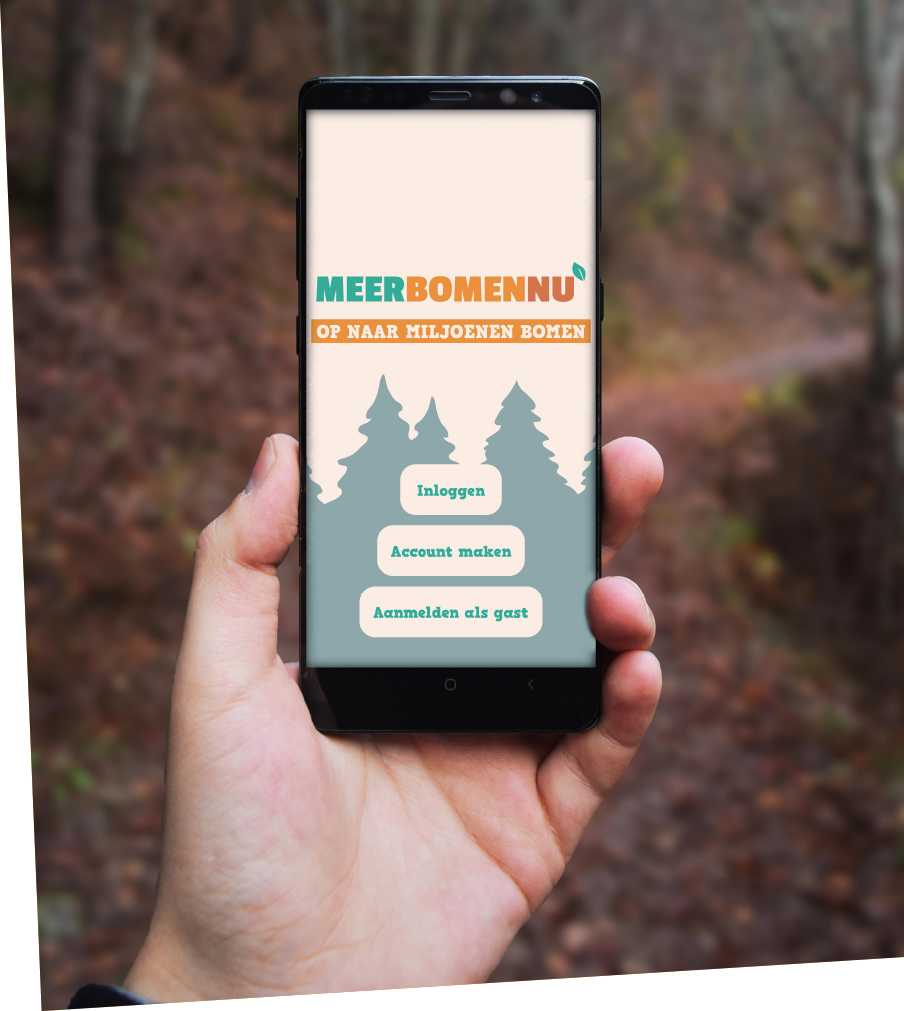 MEERBOMENNU
OP NAAR MILJOENEN BOMEN
Inloggen
Account maken
Aanmelden als gast